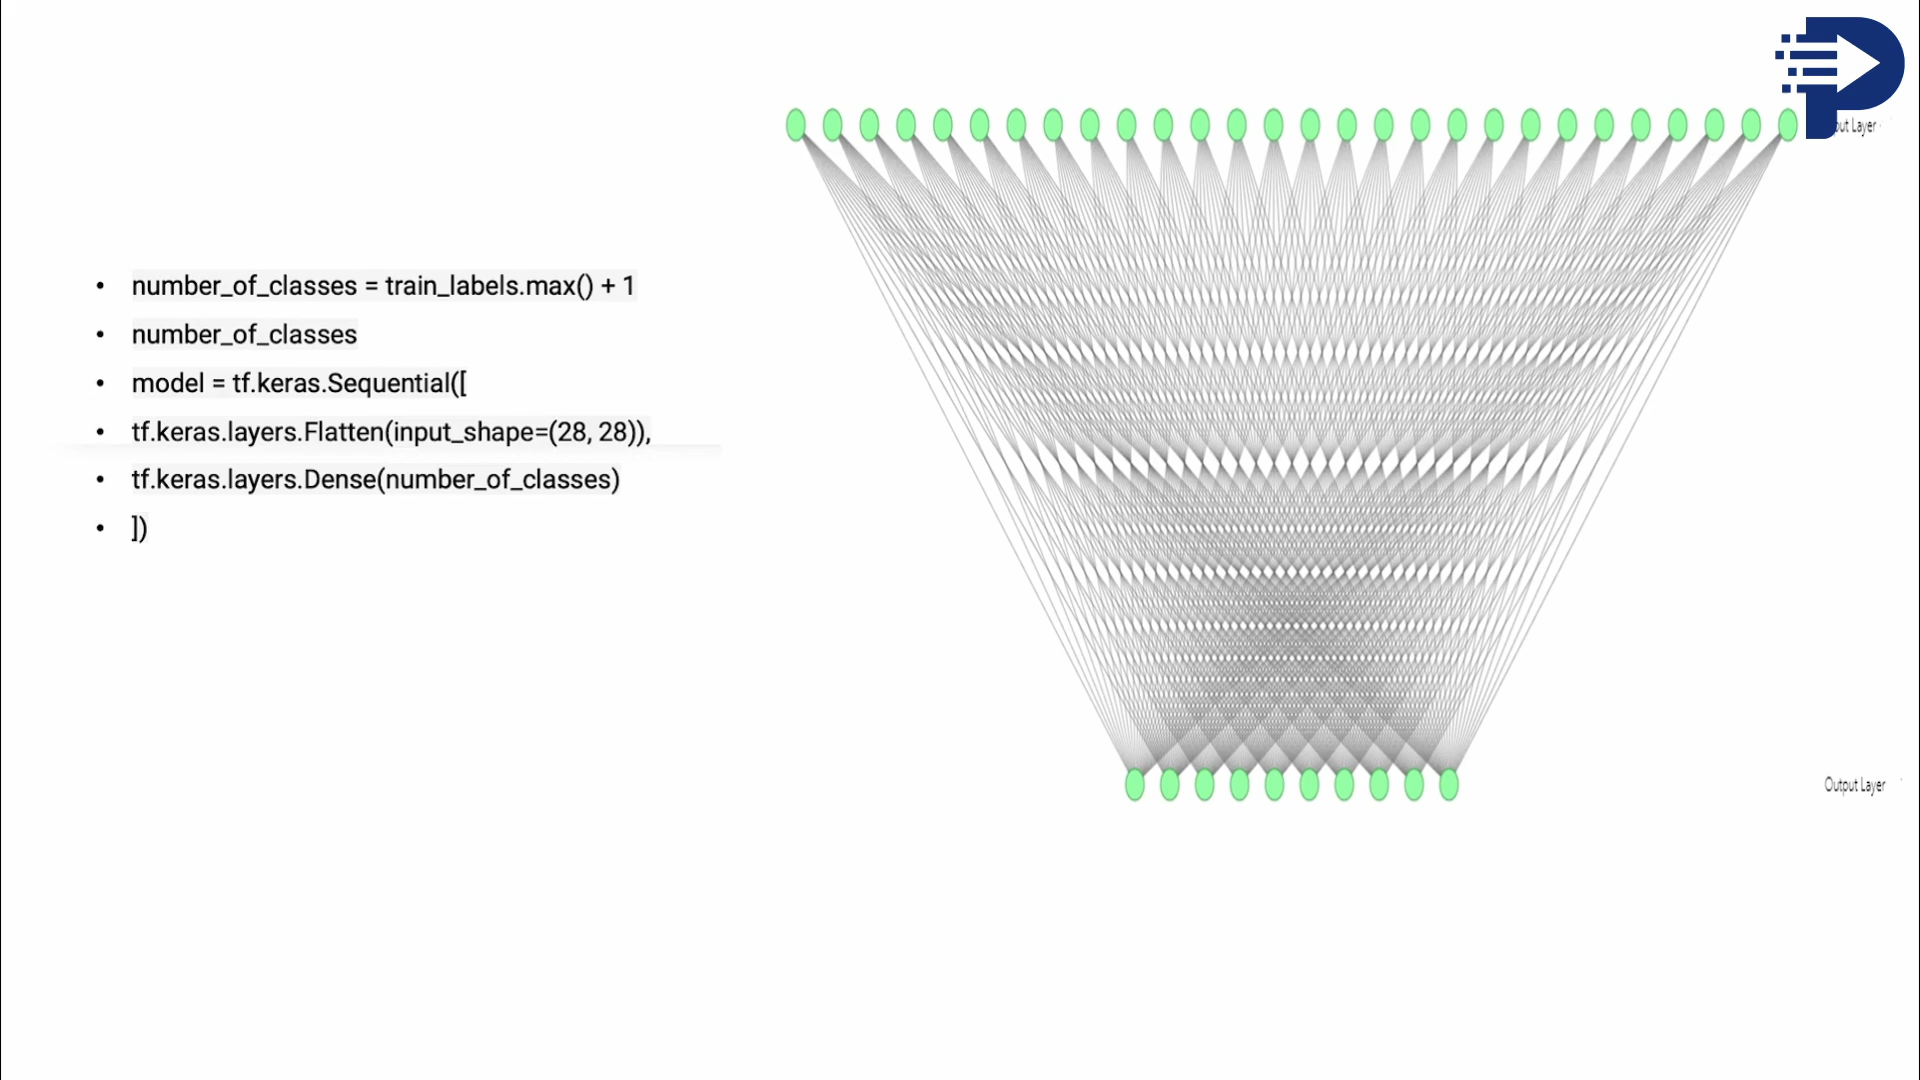 number_of_classes = train_labels.max() + 1
number_of_classes
model = tf.keras.Sequential([
tf.keras.layers.Flatten(input_shape=(28, 28)),
tf.keras.layers.Dense(number_of_classes)
])
Layer
Output Layer